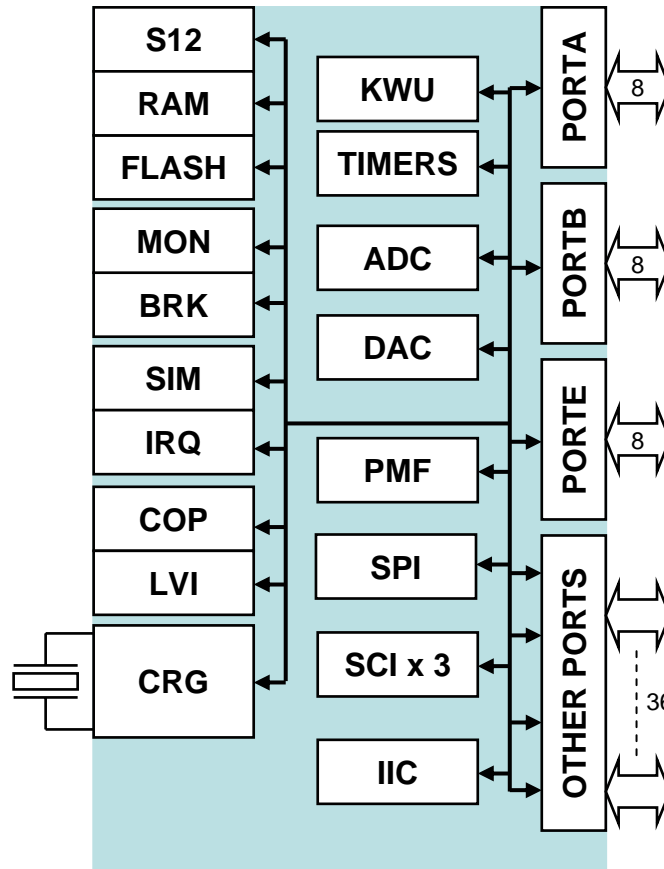 S12
RAM
FLASH
MON
BRK
SIM
IRQ
COP
LVI
CRG
KWU
TIMERS
ADC
DAC
PMF
SPI
SCI x 3
IIC
PORTA
8
PORTB
8
PORTE
8
OTHER PORTS
36